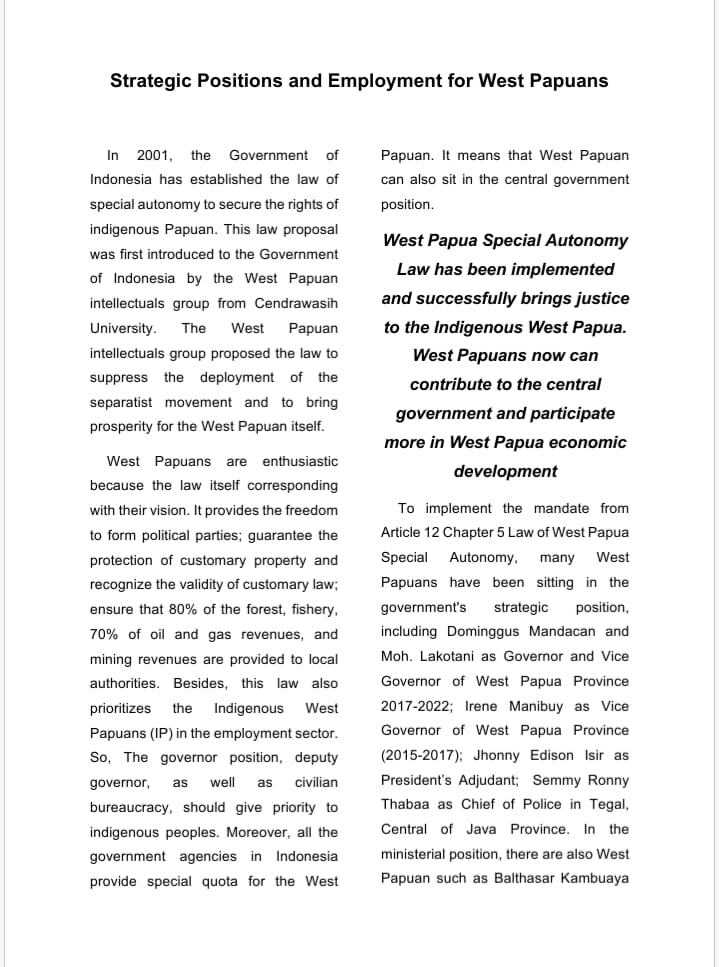 Strategic Positions and Employment for West Papuans
In 2001, the Government of
Indonesia has established the law of
special autonomy to secure the rights of
indigenous Papuan. This law proposal
was first introduced to the Government
of Indonesia by the West Papuan
intellectuals group from Cendrawasih
University. The West Papuan
intellectuals group proposed the law to
suppress the deployment of the
separatist movement and to bring
prosperity for the West Papuan itself.
West Papuans are enthusiastic
because the law itself corresponding
with their vision. It provides the freedom
to form political parties; guarantee the
protection of customary property and
recognize the validity of customary law;
ensure that 80% of the forest, fishery,
70% of oil and gas revenues, and
mining revenues are provided to local
authorities. Besides, this law also
prioritizes the Indigenous West
Papuans (IP) in the employment sector.
So, The governor position, deputy
governor, as well as civilian
bureaucracy, should give priority to
indigenous peoples. Moreover, all the
government agencies in Indonesia
provide special quota for the West
Papuan. It means that West Papuan
can also sit in the central government
position.
West Papua Special Autonomy
Law has been implemented
and successfully brings justice
to the Indigenous West Papua.
West Papuans now can
contribute to the central
government and participate
more in West Papua economic
development
To implement the mandate from
Article 12 Chapter 5 Law of West Papua
Special Autonomy, many West
Papuans have been sitting in the
government's strategic position,
including Dominggus Mandacan and
Moh. Lakotani as Governor and Vice
Governor of West Papua Province
2017-2022; Irene Manibuy as Vice
Governor of West Papua Province
(2015-2017); Jhonny Edison Isir as
President's Adjudant; Semmy Ronny
Thabaa as Chief of Police in Tegal,
Central of Java Province. In the
ministerial position, there are also West
Papuan such as Balthasar Kambuaya